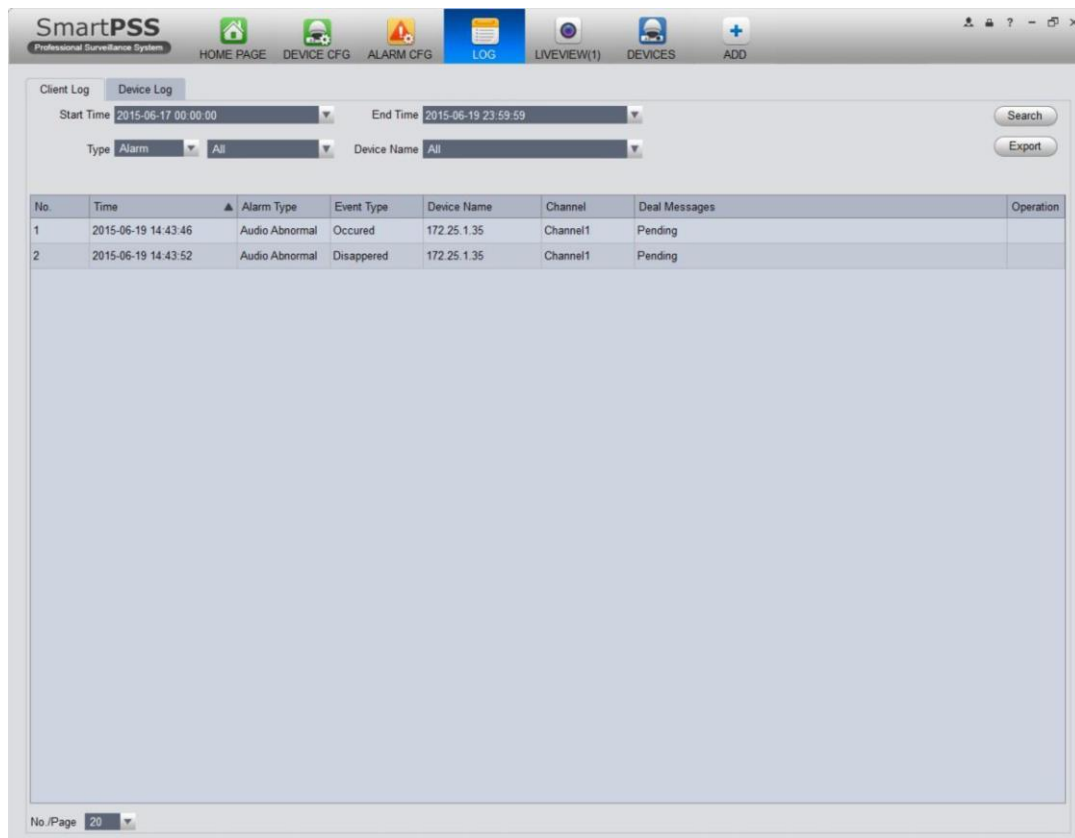 SmartPSS
Professional Surveillance System
HOME PAGE DEVICE CFG ALARM CFG LOG LIVEVIEW(1) DEVICES ADD
Client Log Device Log
Start Time 2015-06-17 00:00:00 End Time 2015-06-19 23:59:59 Search
Type Alarm All Device Name All Export
No. Time Alarm Type Event Type Device Name Channel Deal Messages Operation
1 2015-06-19 14:43:46 Audio Abnormal Occured 172.25.1.35 Channel1 Pending
2 2015-06-19 14:43:52 Audio Abnormal Disappered 172.25.1.35 Channel1 Pending
No./Page 20